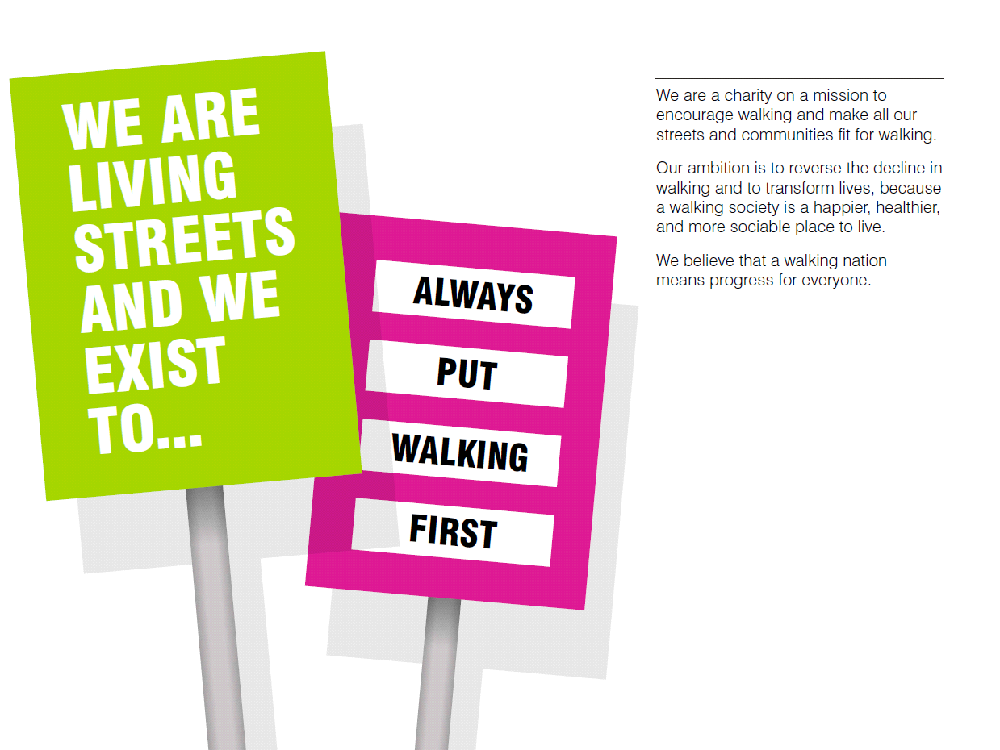 WE ARE
LIVING
STREETS
AND WE
EXIST
TO...
ALWAYS
PUT
WALKING
FIRST
We are a charity on a mission to
encourage walking and make all our
streets and communities fit for walking.
Our ambition is to reverse the decline in
walking and to transform lives, because
a walking society is a happier, healthier,
and more sociable place to live.
We believe that a walking nation
means progress for everyone.